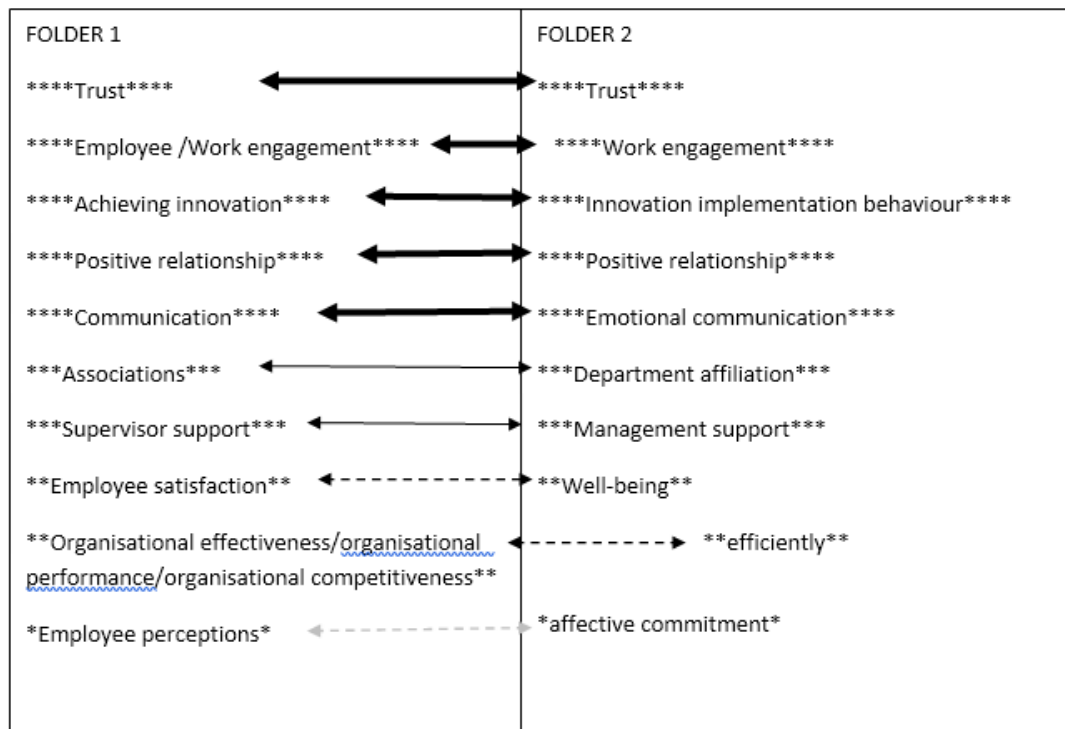 FOLDER 1
FOLDER 2
****Trust****
****Trust****
****Employee /Work engagement****
****Work engagement****
****Achieving innovation****
****Innovation implementation behaviour****
****Positive relationship****
****Positive relationship****
****Communication****
****Emotional communication****
***Associations***
***Department affiliation***
***Supervisor support***
***Management support***
**Employee satisfaction**
**Well-being**
**Organisational effectiveness/organisational
performance/organisational competitiveness**
**efficiently**
*Employee perceptions*
*affective commitment*